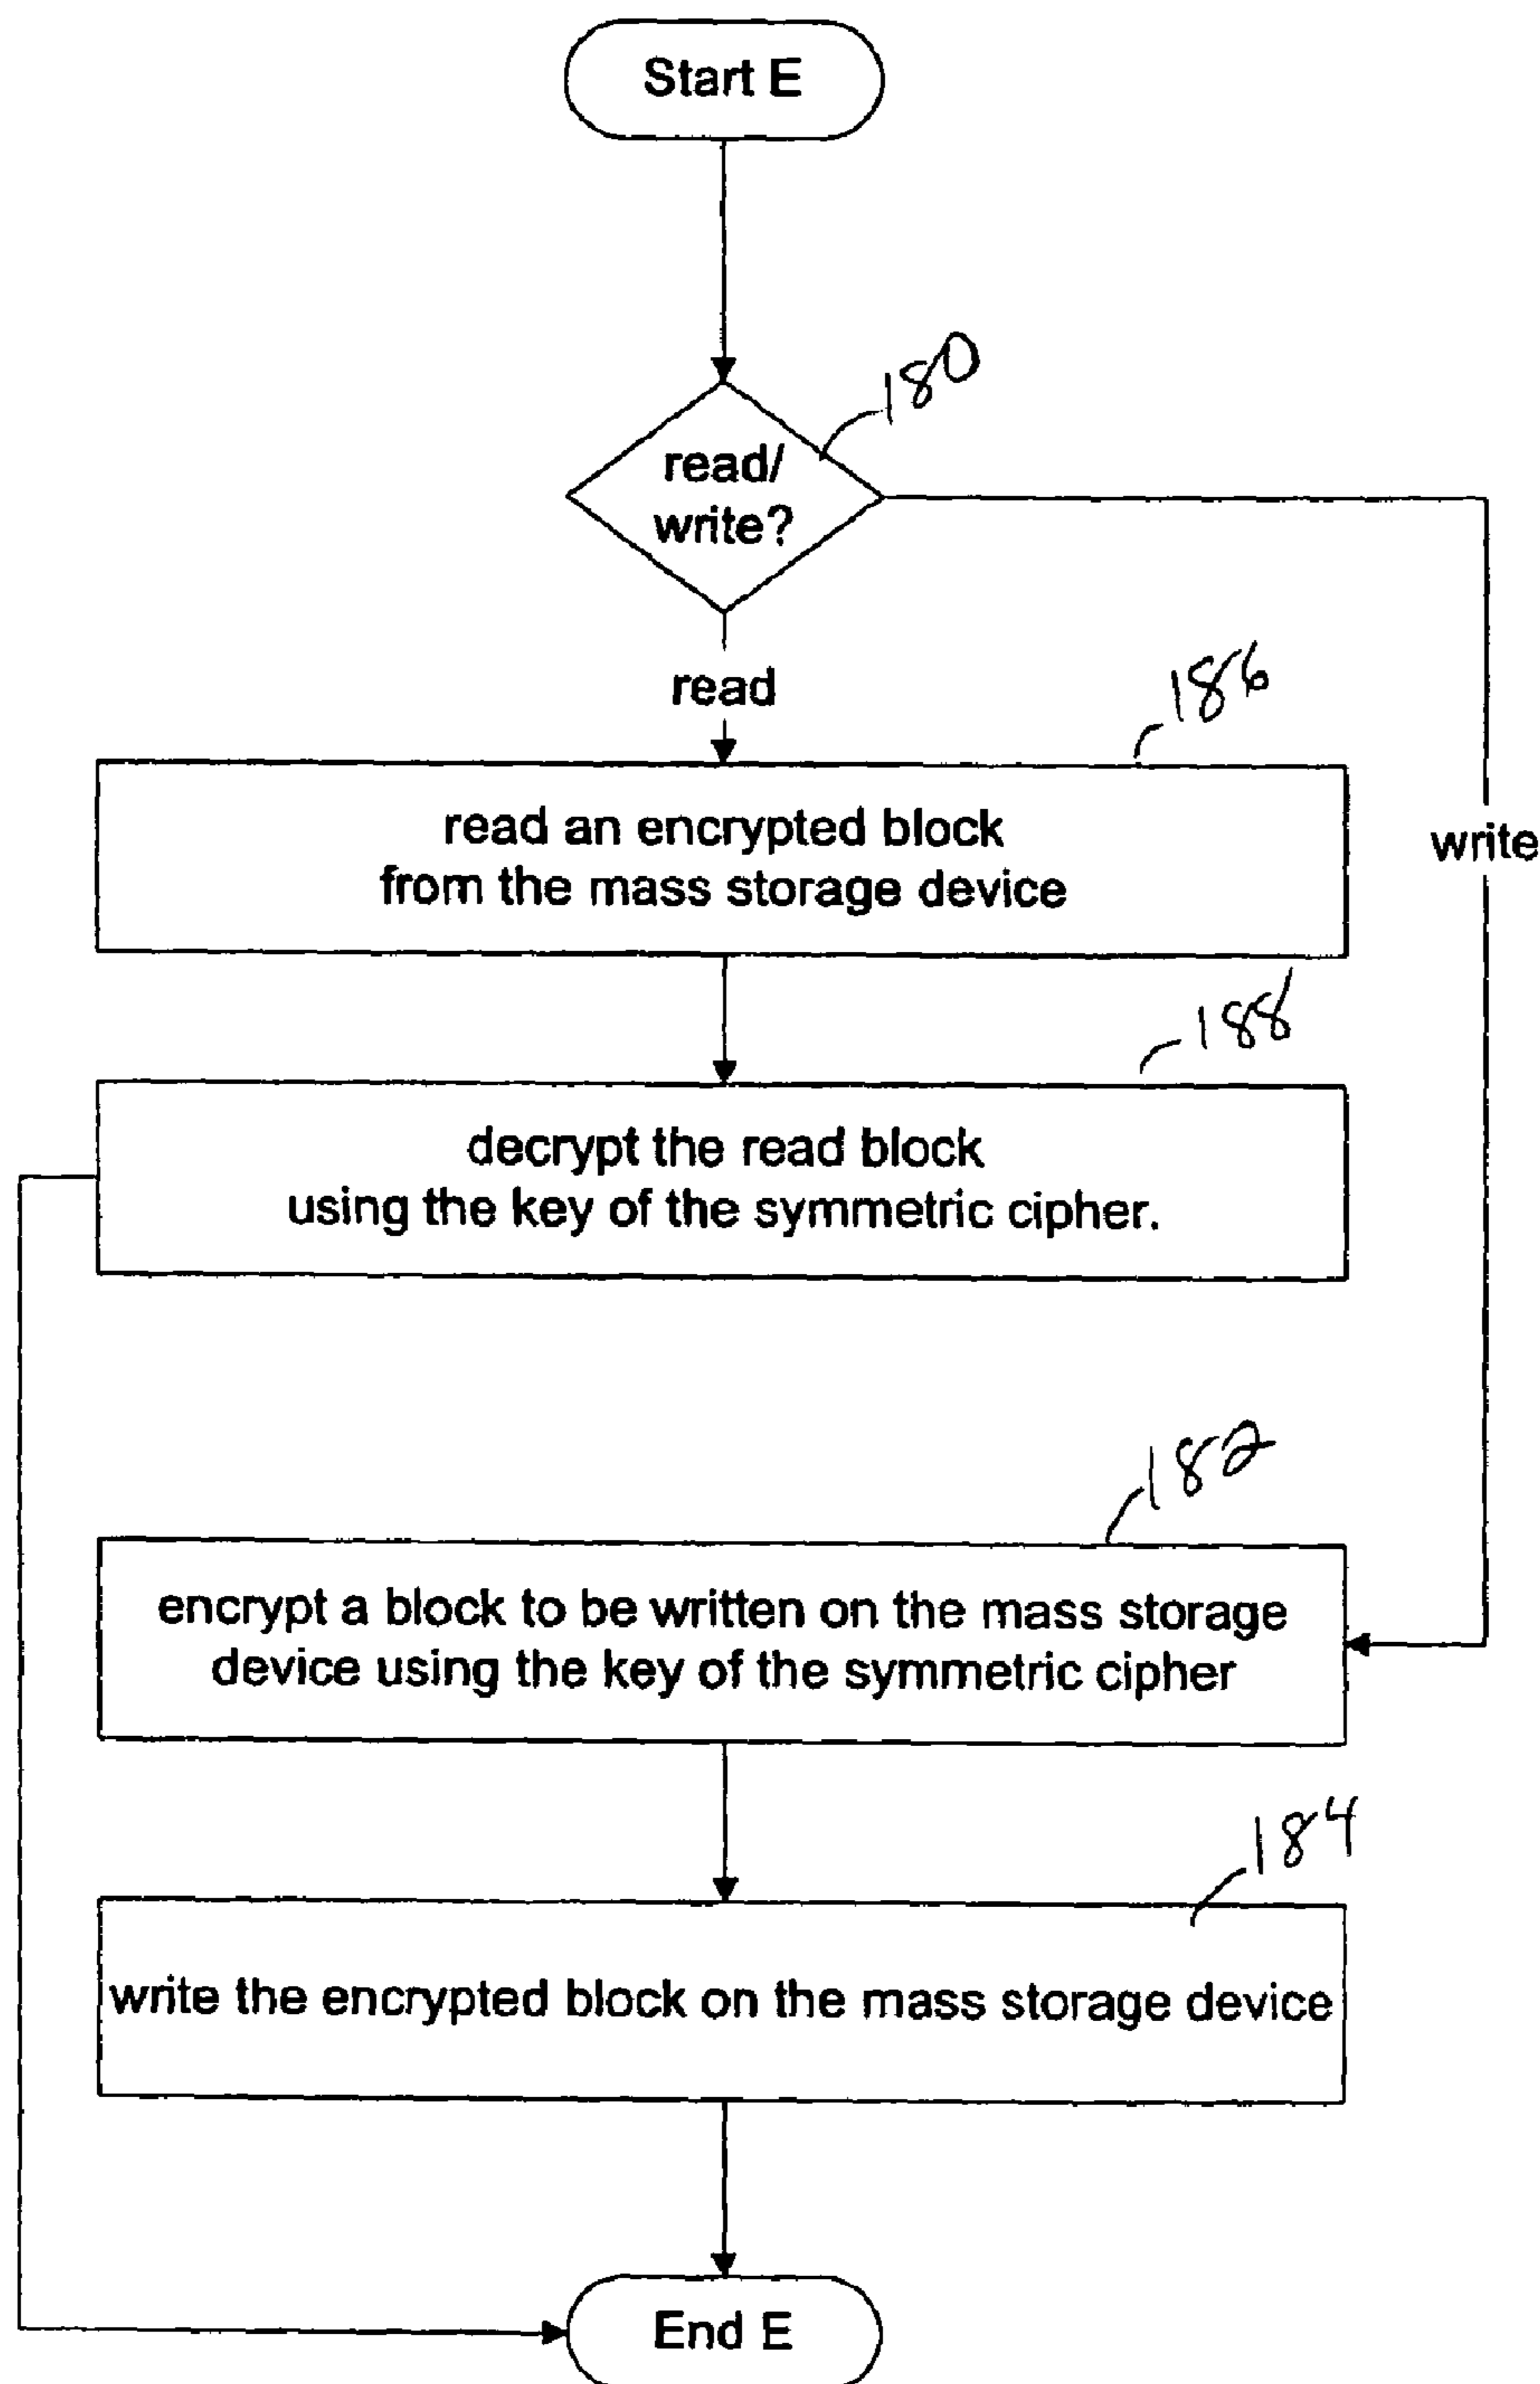 Start E
180
read/
write?
read
186
read an encrypted block
from the mass storage device
write
188
decrypt the read block
using the key of the symmetric cipher.
182
encrypt a block to be written on the mass storage
device using the key of the symmetric cipher
184
write the encrypted block on the mass storage device
End E